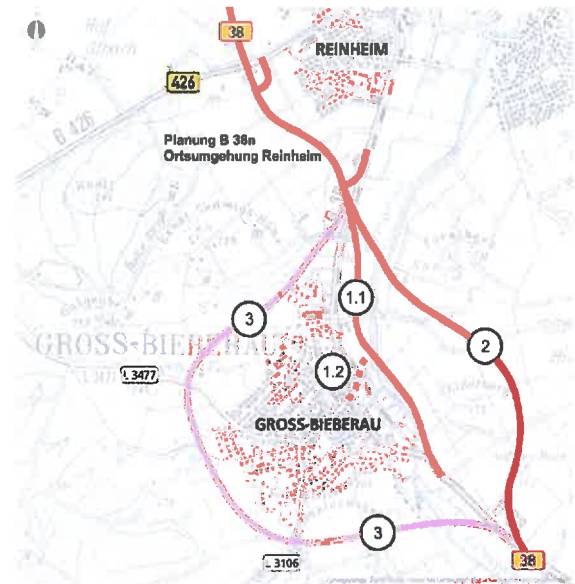 38
REINHEIM
426
B 426
Planung B 38n
Ortsumgehung Reinheim
1.1
3
2
GROSS-BIEBERAU
L 3477
1.2
GROSS-BIEBERAU
3
L 3106
38